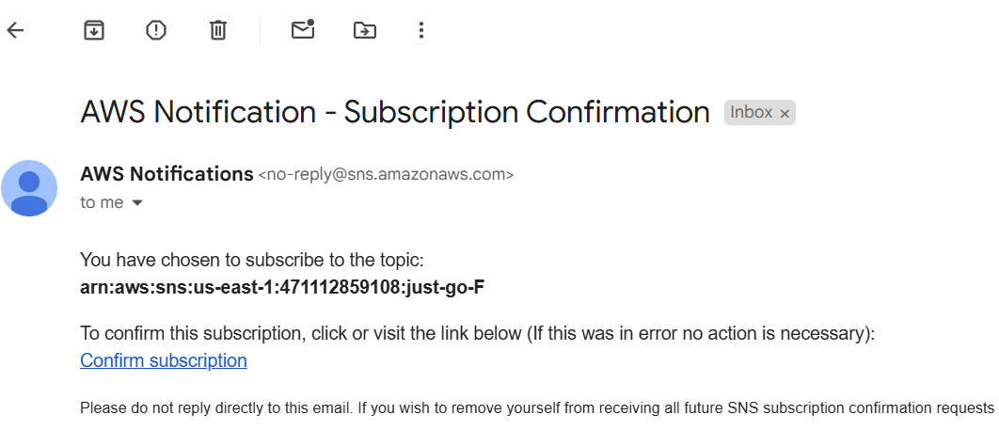 AWS Notification - Subscription Confirmation Inbox ×
AWS Notifications <no-reply@sns.amazonaws.com>
to me
You have chosen to subscribe to the topic:
arn:aws:sns:us-east-1:471112859108:just-go-F
To confirm this subscription, click or visit the link below (If this was in error no action is necessary):
Confirm subscription
Please do not reply directly to this email. If you wish to remove yourself from receiving all future SNS subscription confirmation requests